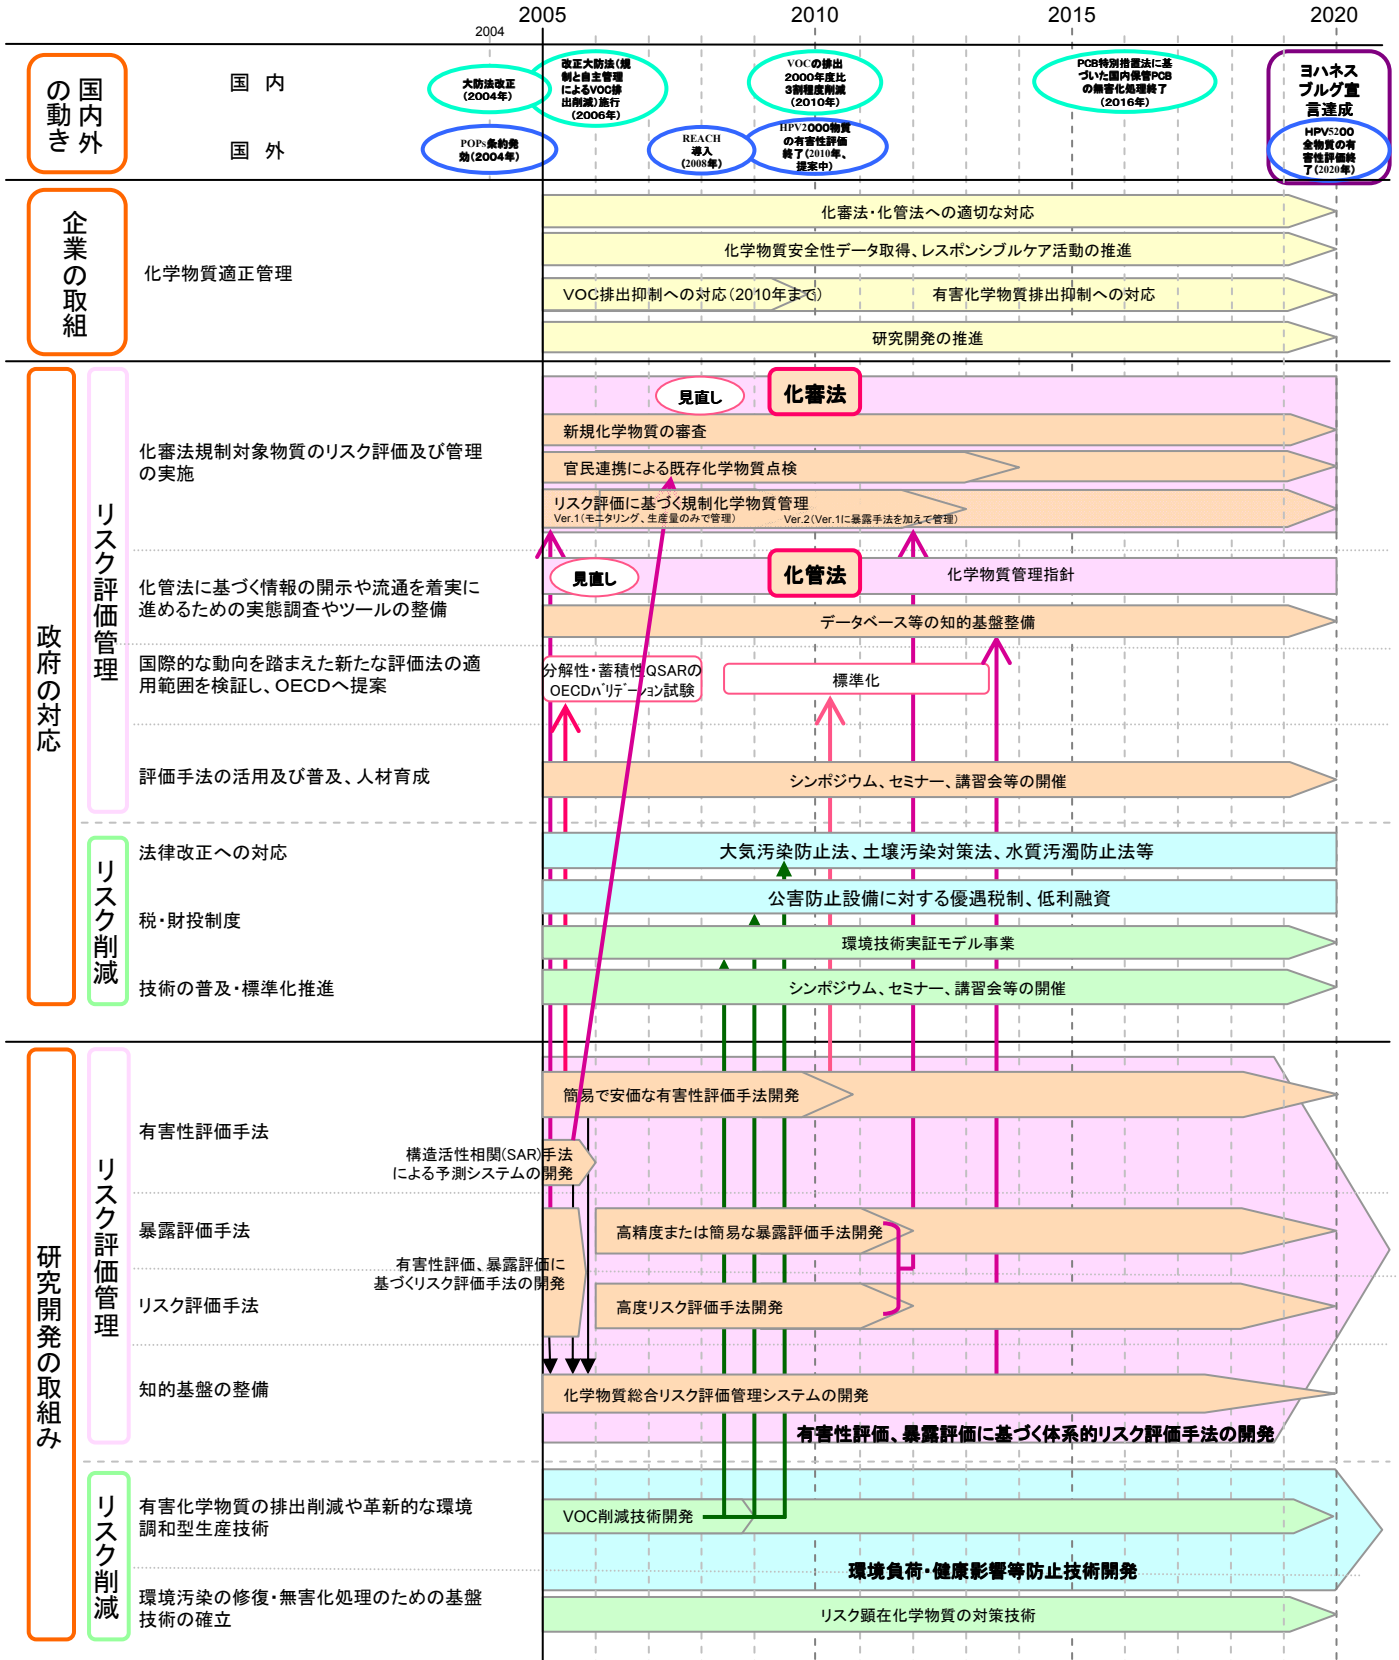 2004
2005
2010
2015
2020
国内外
の動き
国 内
大防法改正
(2004年)
改正大防法(規
制と自主管理
によるVOC排
出削減)施行
(2006年)
VOCの排出
2000年度比
3割程度削減
(2010年)
PCB特別措置法に基
づいた国内保管PCB
の無害化処理終了
(2016年)
ヨハネス
ブルグ宣
言達成
国 外
POPs条約発
効(2004年)
REACH
導入
(2008年)
HPV2000物質
の有害性評価
終了(2010年、
提案中)
HPV5200
全物質の有
害性評価終
了(2020年)
企業の取組
化学物質適正管理
化審法・化管法への適切な対応
化学物質安全性データ取得、レスポンシブルケア活動の推進
VOC排出抑制への対応(2010年まで)
有害化学物質排出抑制への対応
研究開発の推進
政府の対応
リスク評価管理
化審法規制対象物質のリスク評価及び管理
の実施
見直し
化審法
新規化学物質の審査
官民連携による既存化学物質点検
リスク評価に基づく規制化学物質管理
Ver.1(モニタリング、生産量のみで管理)
Ver.2(Ver.1に暴露手法を加えて管理)
化管法に基づく情報の開示や流通を着実に
進めるための実態調査やツールの整備
見直し
化管法
化学物質管理指針
データベース等の知的基盤整備
国際的な動向を踏まえた新たな評価法の適
用範囲を検証し、OECDへ提案
分解性・蓄積性QSARの
OECDバリデーション試験
標準化
評価手法の活用及び普及、人材育成
シンポジウム、セミナー、講習会等の開催
リスク削減
法律改正への対応
大気汚染防止法、土壌汚染対策法、水質汚濁防止法等
税・財投制度
公害防止設備に対する優遇税制、低利融資
環境技術実証モデル事業
技術の普及・標準化推進
シンポジウム、セミナー、講習会等の開催
研究開発の取組み
リスク評価管理
有害性評価手法
簡易で安価な有害性評価手法開発
構造活性相関(SAR)手法
による予測システムの開発
暴露評価手法
高精度または簡易な暴露評価手法開発
有害性評価、暴露評価に
基づくリスク評価手法の開発
リスク評価手法
高度リスク評価手法開発
知的基盤の整備
化学物質総合リスク評価管理システムの開発
有害性評価、暴露評価に基づく体系的リスク評価手法の開発
リスク削減
有害化学物質の排出削減や革新的な環境
調和型生産技術
VOC削減技術開発
環境負荷・健康影響等防止技術開発
環境汚染の修復・無害化処理のための基盤
技術の確立
リスク顕在化学物質の対策技術